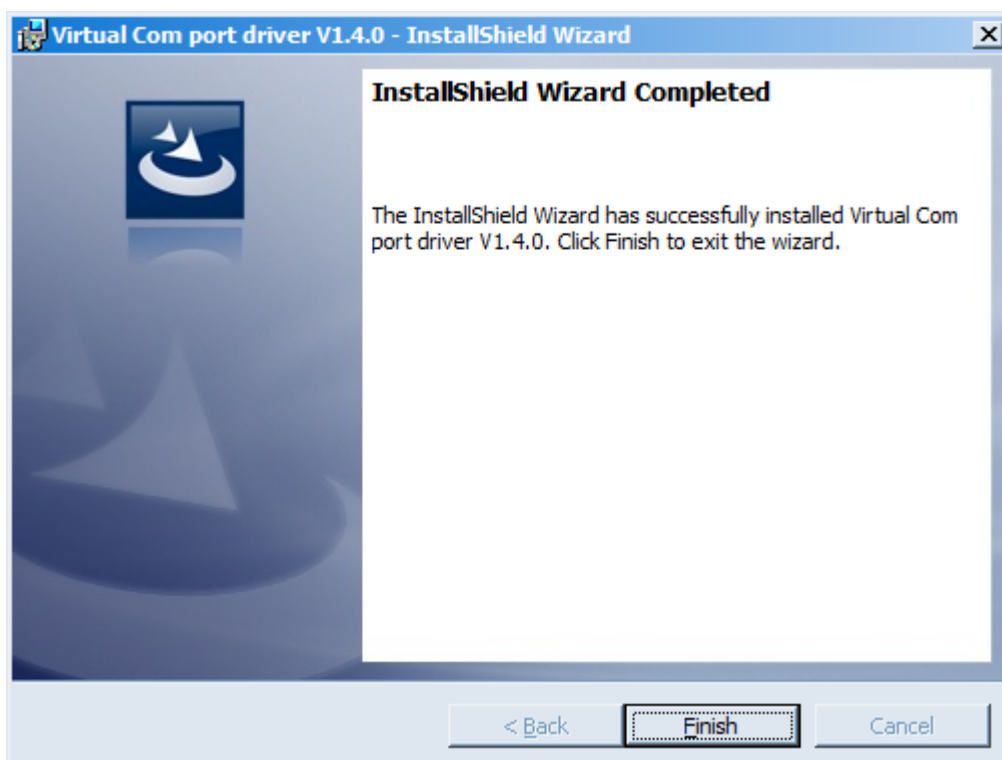 Virtual Com port driver V1.4.0 - InstallShield Wizard
InstallShield Wizard Completed
The InstallShield Wizard has successfully installed Virtual Com
port driver V1.4.0. Click Finish to exit the wizard.
< Back
Finish
Cancel